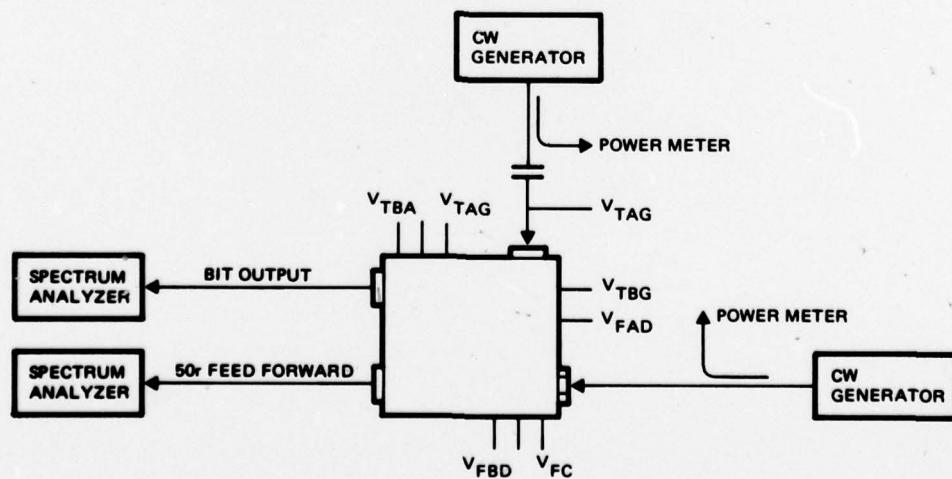 CW
GENERATOR
POWER METER
V_TBA
V_TAG
V_TAG
SPECTRUM
ANALYZER
BIT OUTPUT
V_TBG
V_FAD
POWER METER
SPECTRUM
ANALYZER
50r FEED FORWARD
CW
GENERATOR
V_FBD
V_FC